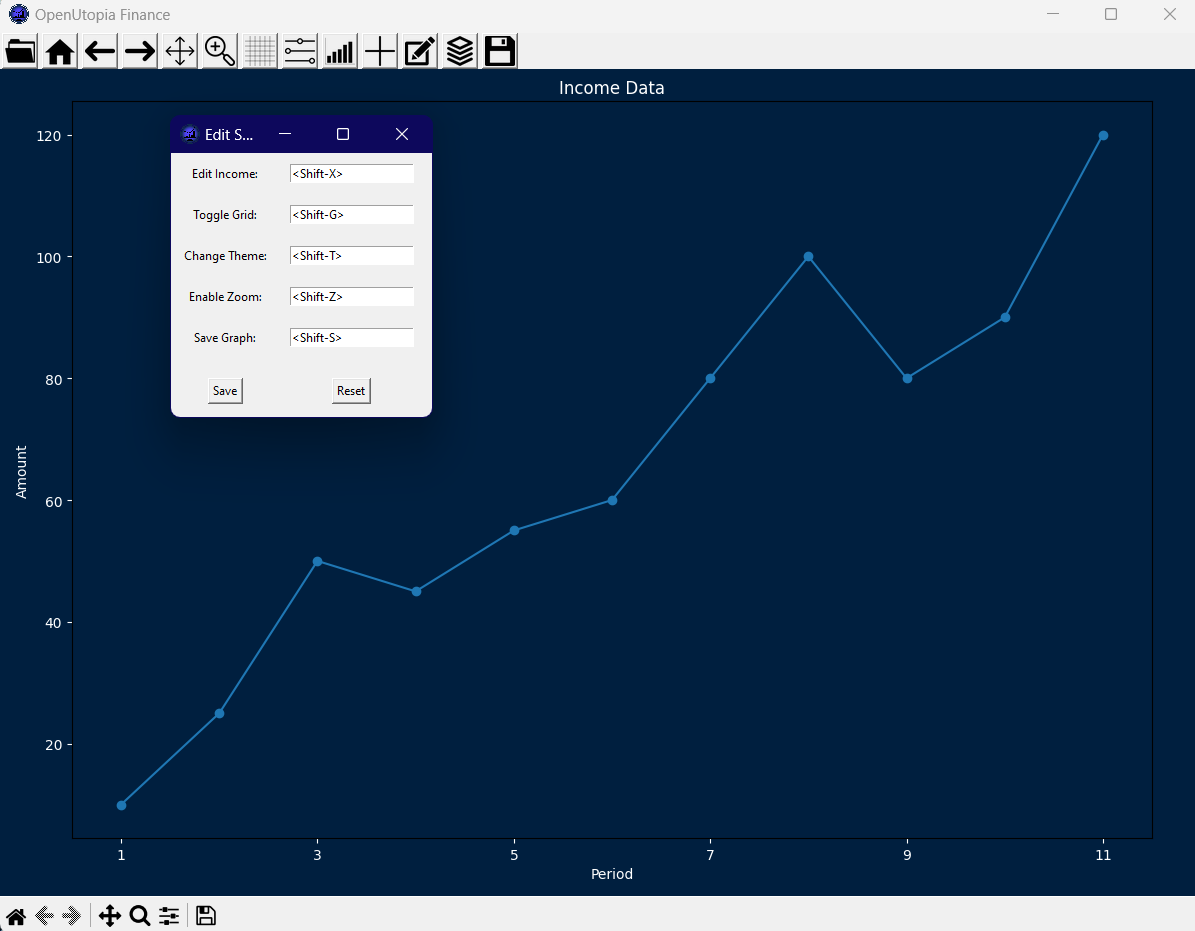 OpenUtopia Finance
Income Data
Edit S...
Edit Income: <Shift-X>
Toggle Grid: <Shift-G>
Change Theme: <Shift-T>
Enable Zoom: <Shift-Z>
Save Graph: <Shift-S>
Save Reset
120
100
80
60
40
20
Amount
1 3 5 7 9 11
Period